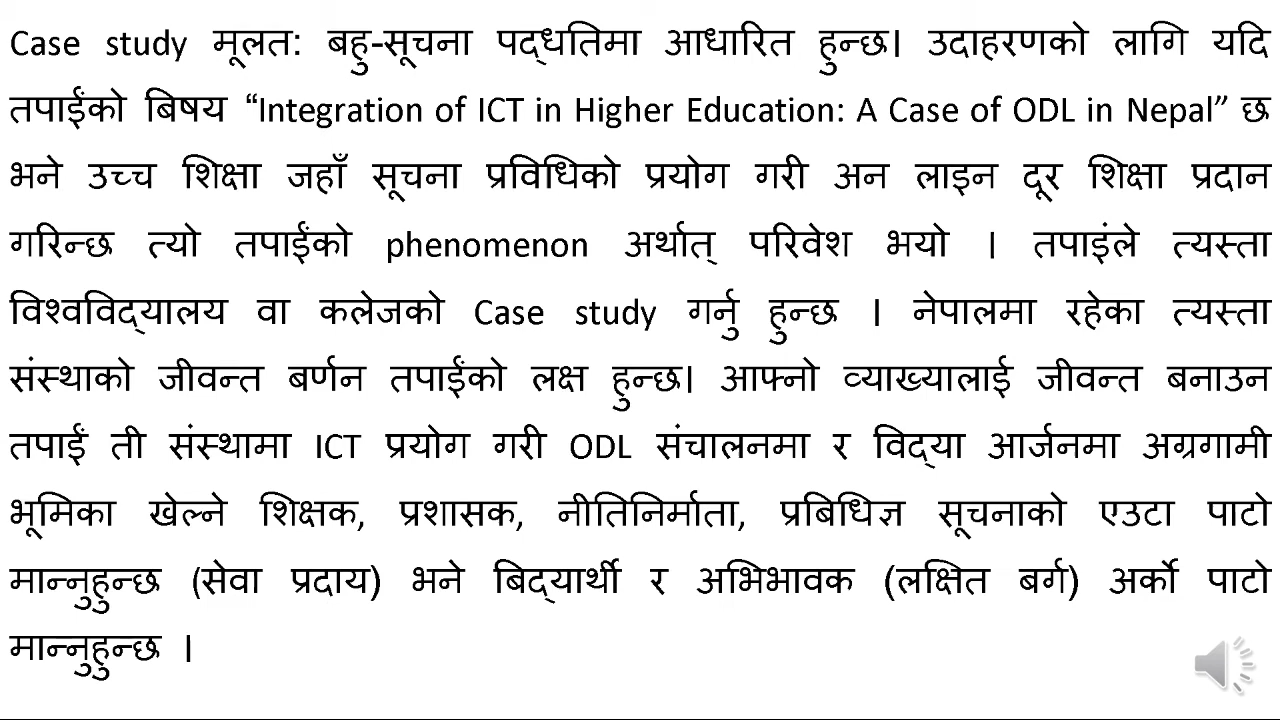 Case study मूलत: बहु-सूचना पद्धतिमा आधारित हुन्छ। उदाहरणको लागि यदि
तपाईंको बिषय “Integration of ICT in Higher Education: A Case of ODL in Nepal” छ
भने उच्च शिक्षा जहाँ सूचना प्रविधिको प्रयोग गरी अन लाइन दूर शिक्षा प्रदान
गरिन्छ त्यो तपाईंको phenomenon अर्थात् परिवेश भयो । तपाइंले त्यस्ता
विश्वविद्यालय वा कलेजको Case study गर्नु हुन्छ । नेपालमा रहेका त्यस्ता
संस्थाको जीवन्त बर्णन तपाईंको लक्ष हुन्छ। आफ्नो व्याख्यालाई जीवन्त बनाउन
तपाईं ती संस्थामा ICT प्रयोग गरी ODL संचालनमा र विद्या आर्जनमा अग्रगामी
भूमिका खेल्ने शिक्षक, प्रशासक, नीतिनिर्माता, प्रबिधिज्ञ सूचनाको एउटा पाटो
मान्नुहुन्छ (सेवा प्रदाय) भने बिद्यार्थी र अभिभावक (लक्षित बर्ग) अर्को पाटो
मान्नुहुन्छ ।